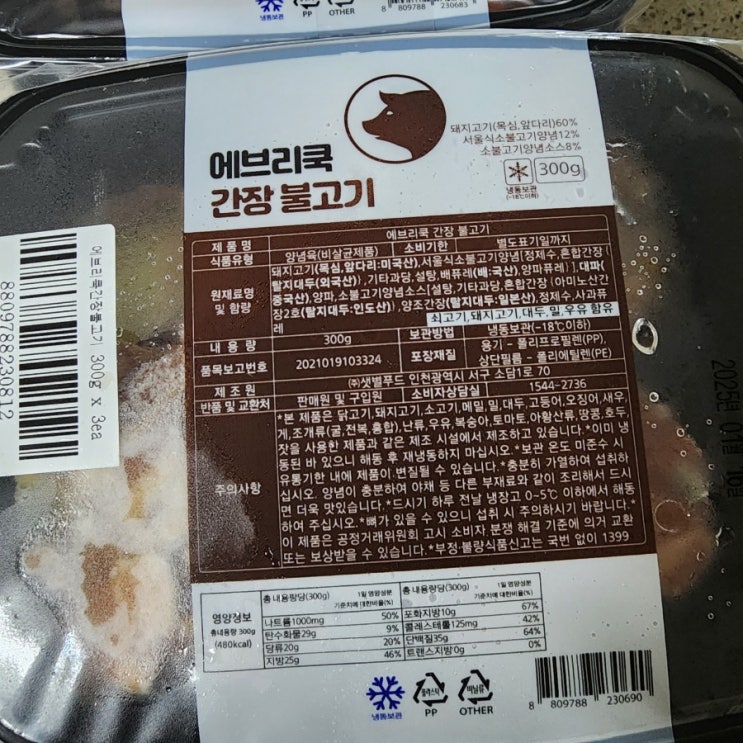 냉동보관 PP OTHER 8 809788 230683
돼지고기(목심,앞다리)60%
서울식소불고기양념12%
소불고기양념소스8%
에브리쿡
간장 불고기
냉동보관
(-18℃이하)
300g
제 품 명 에브리쿡 간장 불고기
식품유형 양념육(비살균제품) 소비기한 별도표기일까지
원재료명 및 함량
돼지고기(목심,앞다리:미국산),서울식소불고기양념[정제수,혼합간장{
탈지대두(외국산)},기타과당,설탕,배퓨레(배:국산),양파퓨레],대파(
중국산),양파,소불고기양념소스{설탕,기타과당,혼합간장(아미노산간
장2호(탈지대두:인도산)),양조간장(탈지대두:일본산),정제수,사과퓨
레
쇠고기,돼지고기,대두,밀,우유 함유
내 용 량 300g 보관방법 냉동보관(-18℃이하)
품목보고번호 2021019103324 포장재질 용기 - 폴리프로필렌(PP),
상단필름 - 폴리에틸렌(PE)
제 조 원 ㈜샛별푸드 인천광역시 서구 소담1로 70
반품 및 교환처 판매원 및 구입원 소비자상담실 1544-2736
주의사항
*본 제품은 닭고기,돼지고기,소고기,메밀,밀,대두,고등어,오징어,새우,
게,조개류(굴,전복,홍합),난류,우유,복숭아,토마토,아황산류,땅콩,호두,
잣을 사용한 제품과 같은 제조 시설에서 제조하고 있습니다.*이미 냉
동된 바 있으니 해동 후 재냉동하지 마십시오.*보관 온도 미준수 시
유통기한 내에 제품이 변질될 수 있습니다.*충분히 가열하여 섭취하
십시오. 양념이 충분하여 야채 등 다른 부재료와 같이 조리해서 드시
면 더욱 맛있습니다.*드시기 하루 전날 냉장고 0-5℃ 이하에서 해동
하여 주십시오.*뼈가 있을 수 있으니 섭취 시 주의하시기 바랍니다.*
이 제품은 공정거래위원회 고시 소비자 분쟁 해결 기준에 의거 교환
또는 보상받을 수 있습니다.*부정·불량식품신고는 국번 없이 1399
영양정보
총내용량 300g
(480kcal)
총 내용량당(300g) 1일 영양성분 기준치에 대한비율(%) 총 내용량당(300g) 1일 영양성분 기준치에 대한비율(%)
나트륨1000mg 50% 포화지방10g 67%
탄수화물29g 9% 콜레스테롤125mg 42%
당류20g 20% 단백질35g 64%
지방25g 46% 트랜스지방0g 0%
냉동보관 플라스틱 PP 비닐류 OTHER 8 809788 230690
에브리쿡간장불고기 300g x 3ea
8809788230812